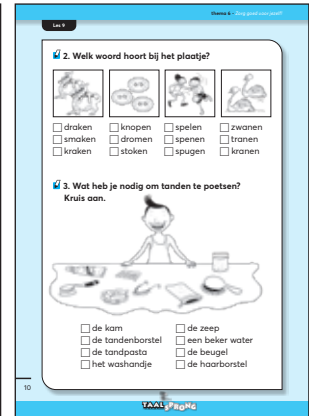 thema 6 – Zorg goed voor jezelf!
Les 9
2. Welk woord hoort bij het plaatje?
draken knopen spelen zwanen
smaken dromen spenen tranen
kraken stoken spugen kranen
3. Wat heb je nodig om tanden te poetsen?
Kruis aan.
de kam de zeep
de tandenborstel een beker water
de tandpasta de beugel
het washandje de haarborstel
10
TAALSPRONG